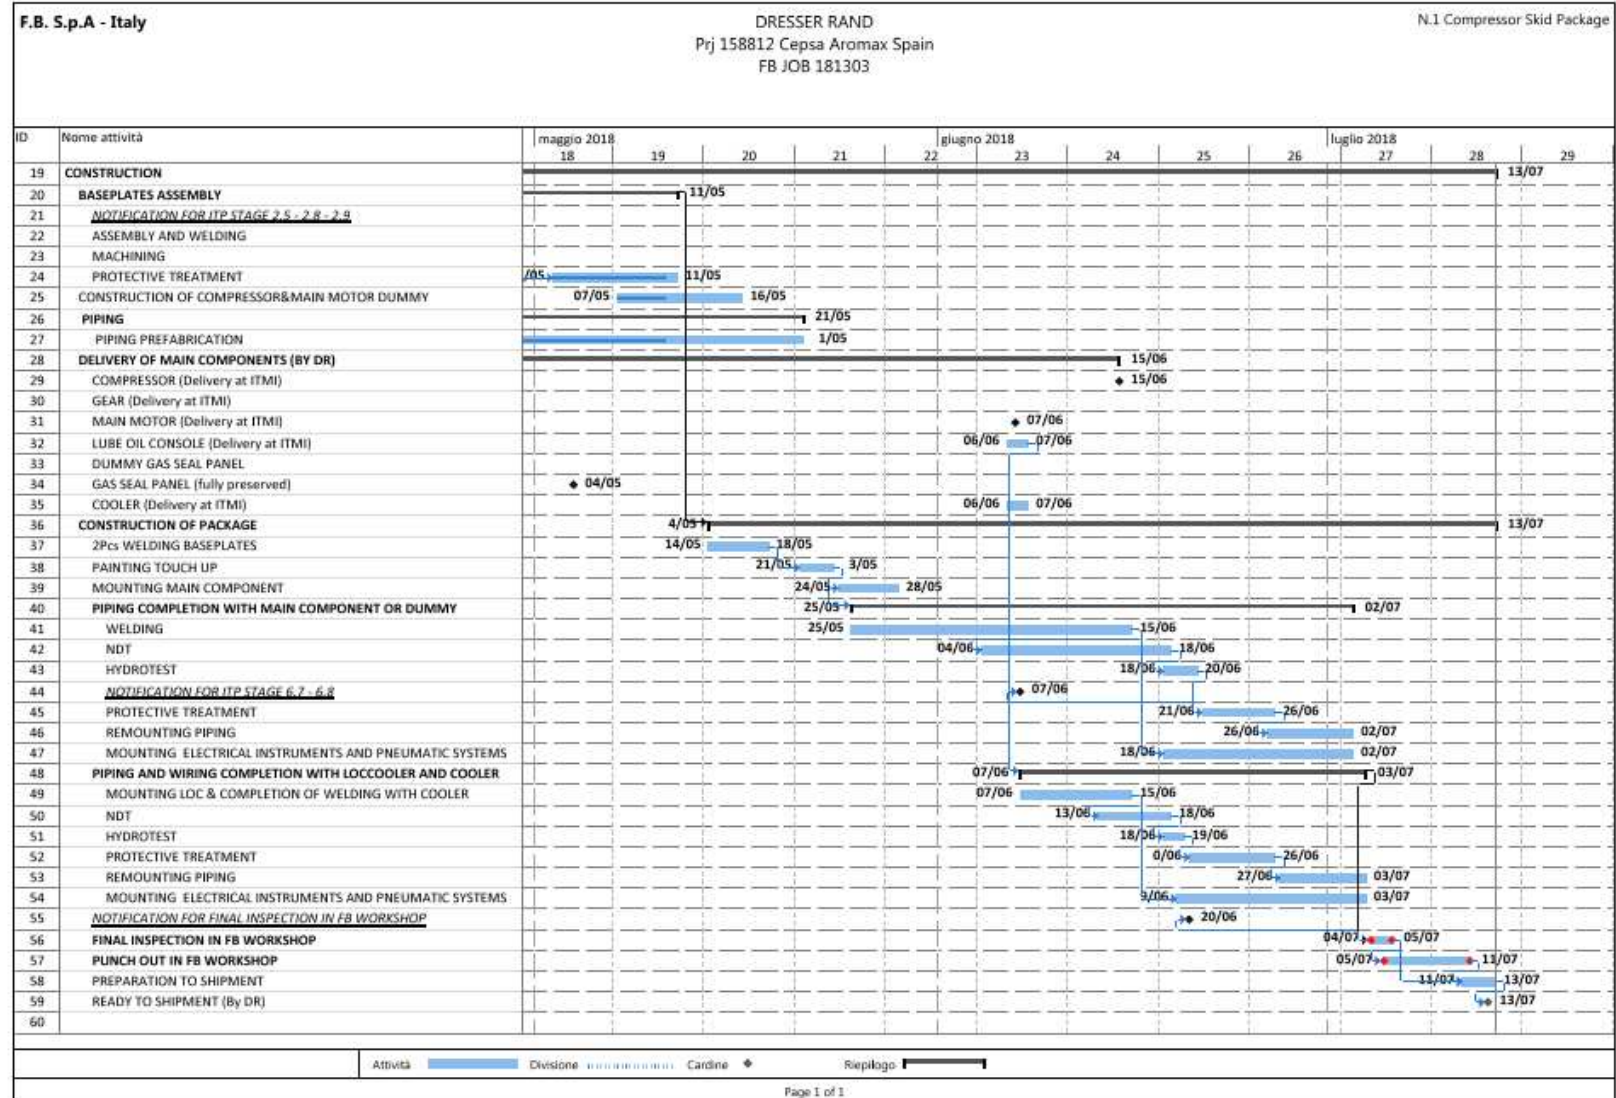 F.B. S.p.A - Italy
DRESSER RAND
N.1 Compressor Skid Package
Prj 158812 Cepsa Aromax Spain
FB JOB 181303
ID Nome attività maggio 2018 giugno 2018 luglio 2018
18 19 20 21 22 23 24 25 26 27 28 29
19 CONSTRUCTION 13/07
20 BASEPLATES ASSEMBLY 11/05
21 NOTIFICATION FOR ITP STAGE 2.5 - 2.8 - 2.9
22 ASSEMBLY AND WELDING
23 MACHINING
24 PROTECTIVE TREATMENT /05 11/05
25 CONSTRUCTION OF COMPRESSOR&MAIN MOTOR DUMMY 07/05 16/05
26 PIPING 21/05
27 PIPING PREFABRICATION 1/05
28 DELIVERY OF MAIN COMPONENTS (BY DR) 15/06
29 COMPRESSOR (Delivery at ITMI) 15/06
30 GEAR (Delivery at ITMI)
31 MAIN MOTOR (Delivery at ITMI) 07/06
32 LUBE OIL CONSOLE (Delivery at ITMI) 06/06 07/06
33 DUMMY GAS SEAL PANEL
34 GAS SEAL PANEL (fully preserved) 04/05
35 COOLER (Delivery at ITMI) 06/06 07/06
36 CONSTRUCTION OF PACKAGE 4/05 13/07
37 2Pcs WELDING BASEPLATES 14/05 18/05
38 PAINTING TOUCH UP 21/05 3/05
39 MOUNTING MAIN COMPONENT 24/05 28/05
40 PIPING COMPLETION WITH MAIN COMPONENT OR DUMMY 25/05 02/07
41 WELDING 25/05 15/06
42 NDT 04/06 18/06
43 HYDROTEST 18/06 20/06
44 NOTIFICATION FOR ITP STAGE 6.7 - 6.8 07/06
45 PROTECTIVE TREATMENT 21/06 26/06
46 REMOUNTING PIPING 26/06 02/07
47 MOUNTING ELECTRICAL INSTRUMENTS AND PNEUMATIC SYSTEMS 18/06 02/07
48 PIPING AND WIRING COMPLETION WITH LOCCOOLER AND COOLER 07/06 03/07
49 MOUNTING LOC & COMPLETION OF WELDING WITH COOLER 07/06 15/06
50 NDT 13/06 18/06
51 HYDROTEST 18/06 19/06
52 PROTECTIVE TREATMENT 0/06 26/06
53 REMOUNTING PIPING 27/06 03/07
54 MOUNTING ELECTRICAL INSTRUMENTS AND PNEUMATIC SYSTEMS 9/06 03/07
55 NOTIFICATION FOR FINAL INSPECTION IN FB WORKSHOP 20/06
56 FINAL INSPECTION IN FB WORKSHOP 04/07 05/07
57 PUNCH OUT IN FB WORKSHOP 05/07 11/07
58 PREPARATION TO SHIPMENT 11/07 13/07
59 READY TO SHIPMENT (By DR) 13/07
60
Attività Divisione Cardine Riepilogo
Page 1 of 1